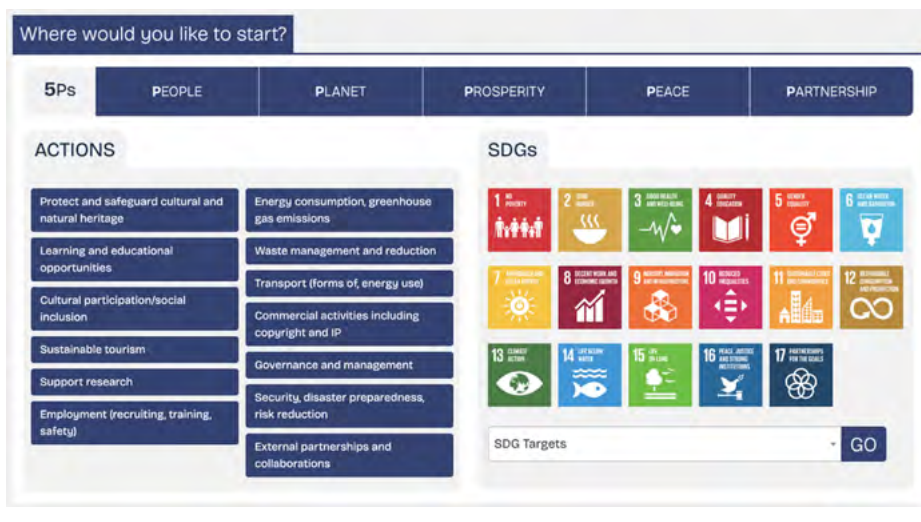 Where would you like to start?
5Ps
PEOPLE
PLANET
PROSPERITY
PEACE
PARTNERSHIP
ACTIONS
Protect and safeguard cultural and
natural heritage
Learning and educational
opportunities
Cultural participation/social
inclusion
Sustainable tourism
Support research
Employment (recruiting, training,
safety)
Energy consumption, greenhouse
gas emissions
Waste management and reduction
Transport (forms of, energy use)
Commercial activities including
copyright and IP
Governance and management
Security, disaster preparedness,
risk reduction
External partnerships and
collaborations
SDGs
1 NO
POVERTY
2 ZERO
HUNGER
3 GOOD HEALTH
AND WELL-BEING
4 QUALITY
EDUCATION
5 GENDER
EQUALITY
6 CLEAN WATER
AND SANITATION
7 AFFORDABLE AND
CLEAN ENERGY
8 DECENT WORK AND
ECONOMIC GROWTH
9 INDUSTRY, INNOVATION
AND INFRASTRUCTURE
10 REDUCED
INEQUALITIES
11 SUSTAINABLE CITIES
AND COMMUNITIES
12 RESPONSIBLE
CONSUMPTION
AND PRODUCTION
13 CLIMATE
ACTION
14 LIFE BELOW
WATER
15 LIFE
ON LAND
16 PEACE, JUSTICE
AND STRONG
INSTITUTIONS
17 PARTNERSHIPS
FOR THE GOALS
SDG Targets
GO